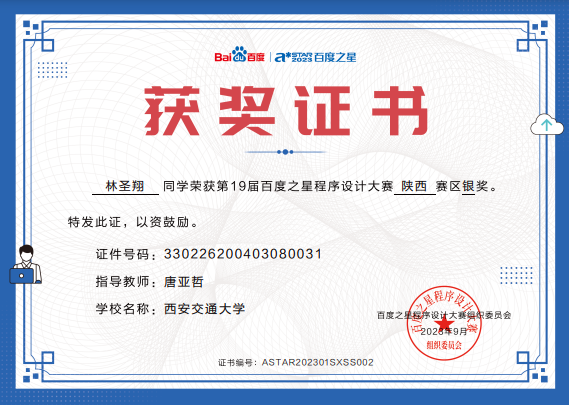 Bai度百度 a*STAR 2023 百度之星
获奖证书
林圣翔 同学荣获第19届百度之星程序设计大赛 陕西 赛区银奖。
特发此证，以资鼓励。
证件号码：330226200403080031
指导教师：唐亚哲
学校名称：西安交通大学
百度之星程序设计大赛组织委员会
2023年9月
百度之星程序设计大赛
组织委员会
证书编号：ASTAR202301SXSS002